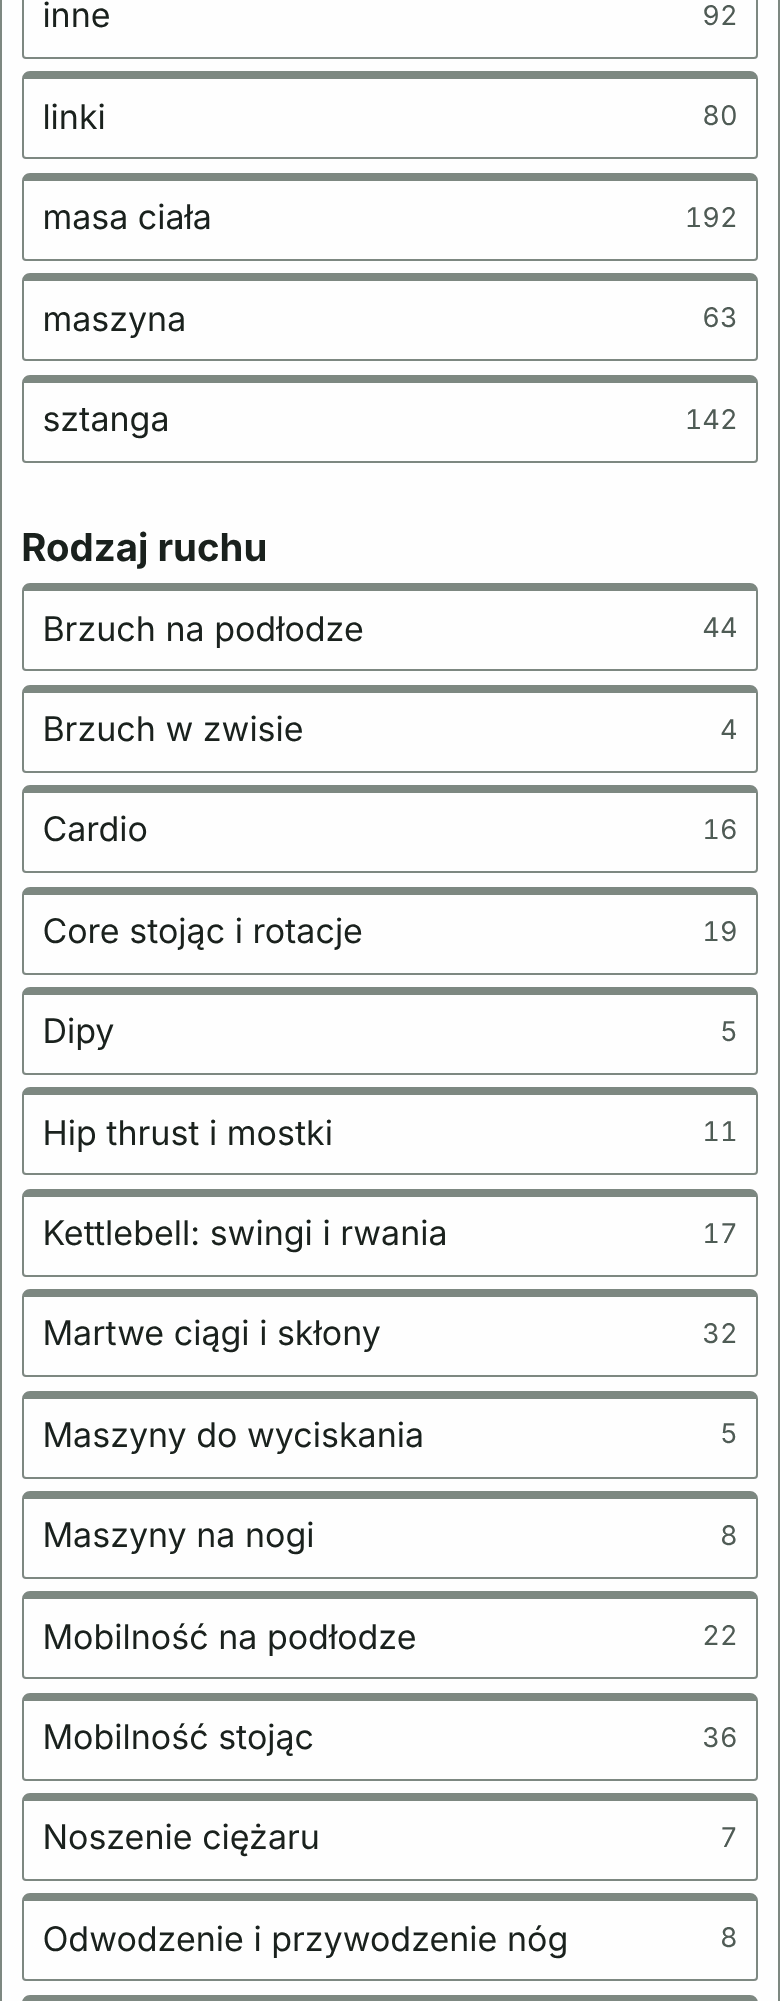 inne 92
linki 80
masa ciała 192
maszyna 63
sztanga 142
Rodzaj ruchu
Brzuch na podłodze 44
Brzuch w zwisie 4
Cardio 16
Core stojąc i rotacje 19
Dipy 5
Hip thrust i mostki 11
Kettlebell: swingi i rwania 17
Martwe ciągi i skłony 32
Maszyny do wyciskania 5
Maszyny na nogi 8
Mobilność na podłodze 22
Mobilność stojąc 36
Noszenie ciężaru 7
Odwodzenie i przywodzenie nóg 8